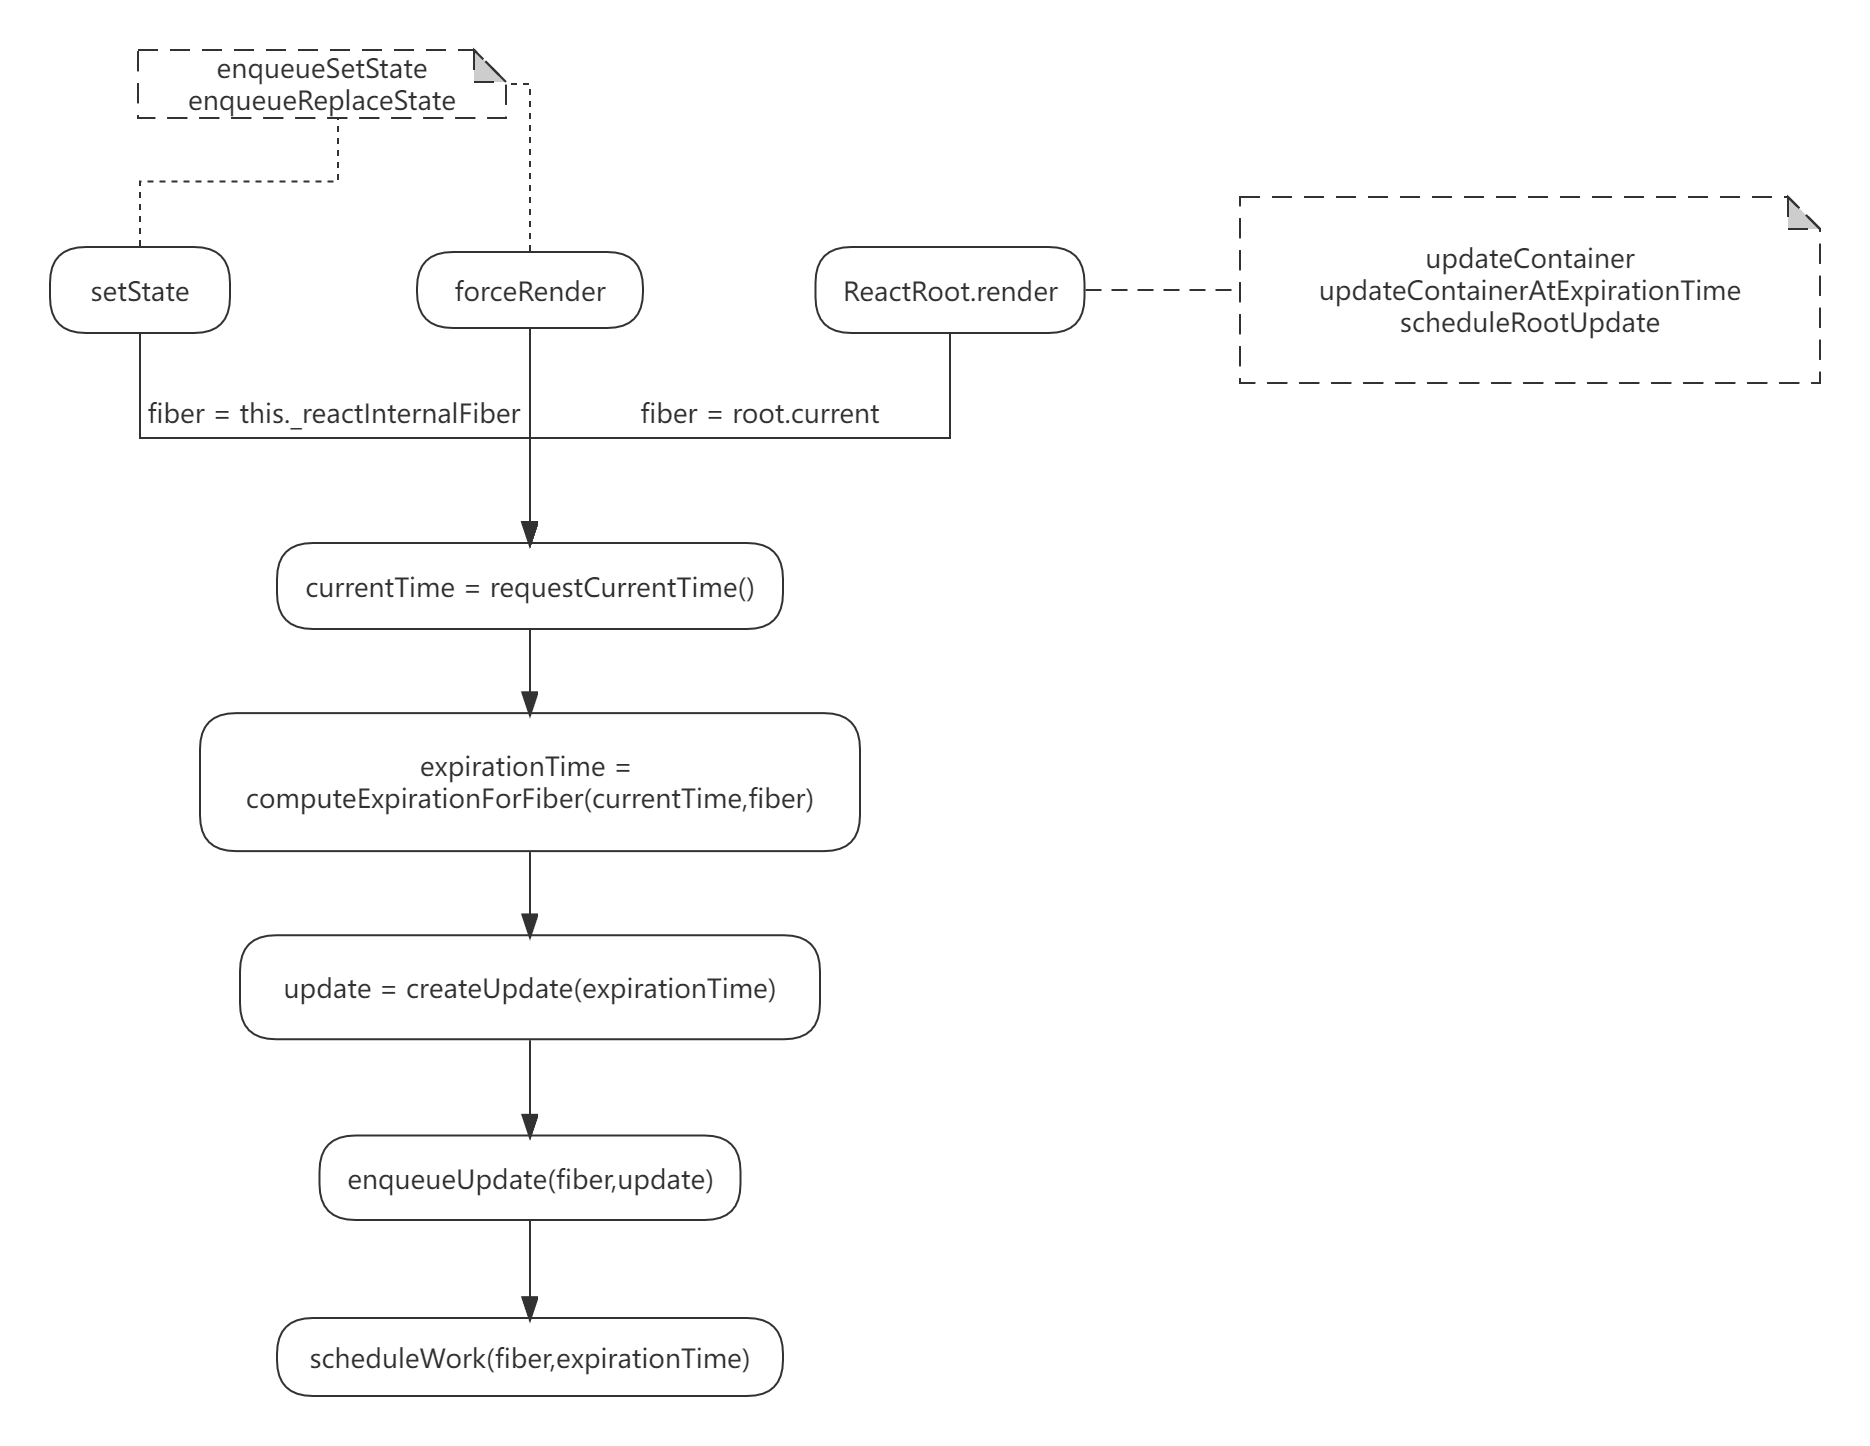 enqueueSetState
enqueueReplaceState
setState
forceRender
ReactRoot.render
updateContainer
updateContainerAtExpirationTime
scheduleRootUpdate
fiber = this._reactInternalFiber
fiber = root.current
currentTime = requestCurrentTime()
expirationTime =
computeExpirationForFiber(currentTime,fiber)
update = createUpdate(expirationTime)
enqueueUpdate(fiber,update)
scheduleWork(fiber,expirationTime)